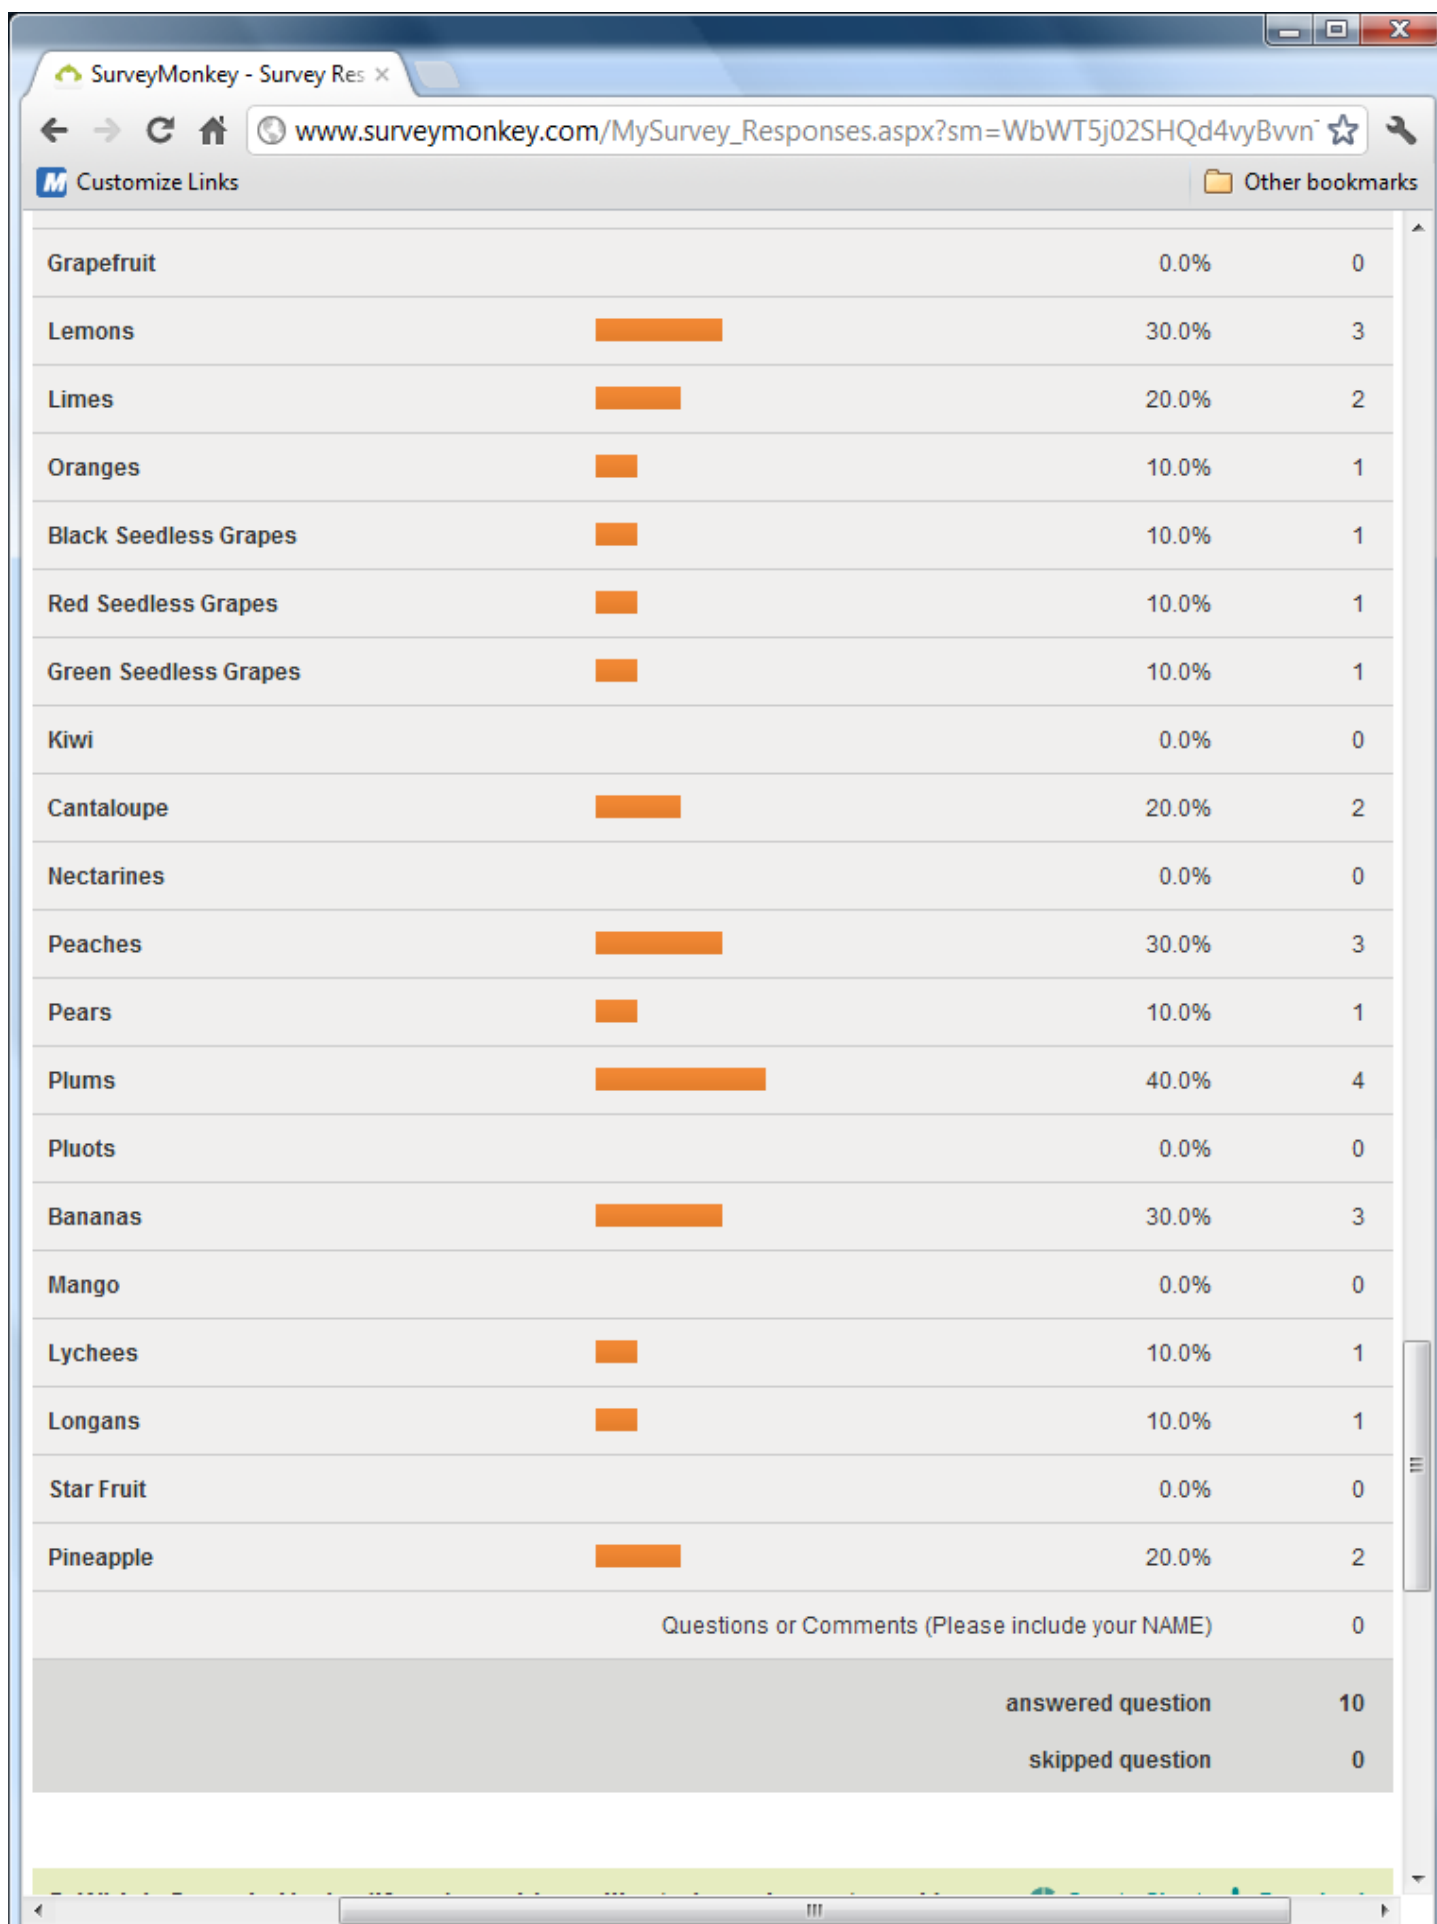 SurveyMonkey - Survey Res
www.surveymonkey.com/MySurvey_Responses.aspx?sm=WbWT5j02SHQd4vyBvvn
Customize Links Other bookmarks
Grapefruit 0.0% 0
Lemons 30.0% 3
Limes 20.0% 2
Oranges 10.0% 1
Black Seedless Grapes 10.0% 1
Red Seedless Grapes 10.0% 1
Green Seedless Grapes 10.0% 1
Kiwi 0.0% 0
Cantaloupe 20.0% 2
Nectarines 0.0% 0
Peaches 30.0% 3
Pears 10.0% 1
Plums 40.0% 4
Pluots 0.0% 0
Bananas 30.0% 3
Mango 0.0% 0
Lychees 10.0% 1
Longans 10.0% 1
Star Fruit 0.0% 0
Pineapple 20.0% 2
Questions or Comments (Please include your NAME) 0
answered question 10
skipped question 0